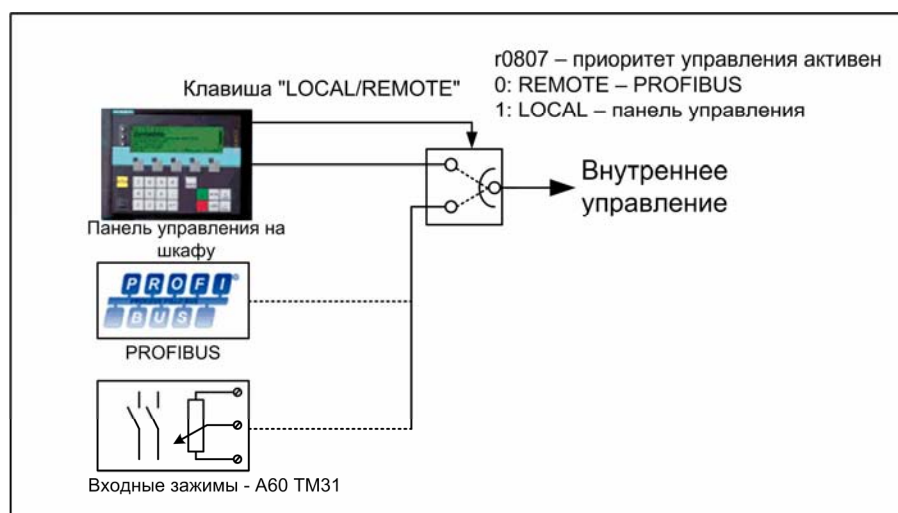 r0807 – приоритет управления активен
0: REMOTE – PROFIBUS
1: LOCAL – панель управления
Клавиша "LOCAL/REMOTE"
Внутреннее
управление
Панель управления на
шкафу
PROFI
BUS
PROFIBUS
Входные зажимы - A60 TM31